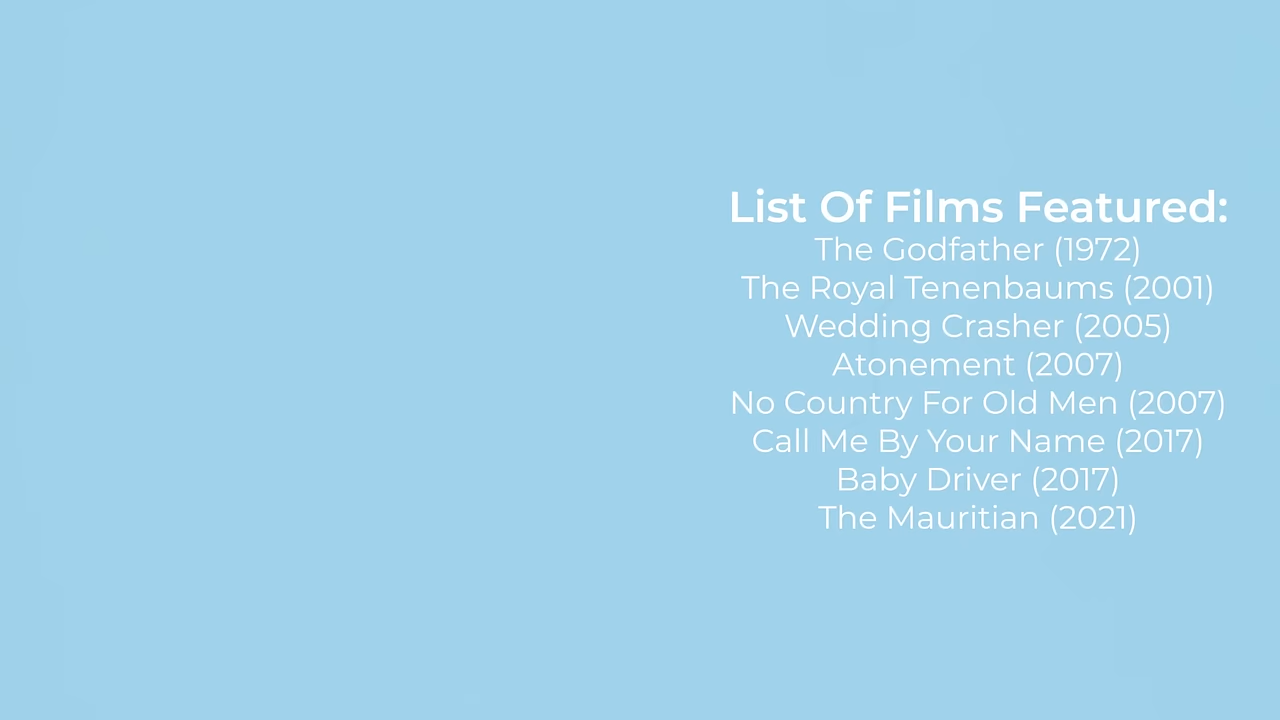 List Of Films Featured:
The Godfather (1972)
The Royal Tenenbaums (2001)
Wedding Crasher (2005)
Atonement (2007)
No Country For Old Men (2007)
Call Me By Your Name (2017)
Baby Driver (2017)
The Mauritian (2021)